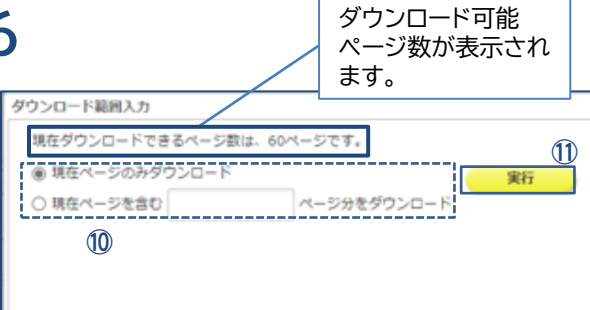 6
ダウンロード可能
ページ数が表示され
ます。
ダウンロード範囲入力
現在ダウンロードできるページ数は、60ページです。
⑪
現在ページのみダウンロード
実行
現在ページを含む ページ分をダウンロード
⑩